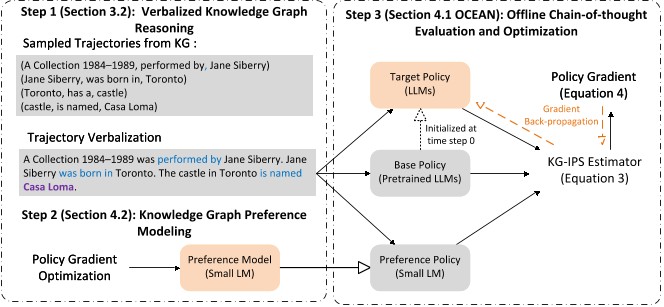 Step 1 (Section 3.2): Verbalized Knowledge Graph
Reasoning
Sampled Trajectories from KG :
(A Collection 1984–1989, performed by, Jane Siberry)
(Jane Siberry, was born in, Toronto)
(Toronto, has a, castle)
(castle, is named, Casa Loma)
Trajectory Verbalization
A Collection 1984–1989 was performed by Jane Siberry. Jane
Siberry was born in Toronto. The castle in Toronto is named
Casa Loma.
Step 2 (Section 4.2): Knowledge Graph Preference
Modeling
Policy Gradient
Optimization
Preference Model
(Small LM)
Step 3 (Section 4.1 OCEAN): Offline Chain-of-thought
Evaluation and Optimization
Target Policy
(LLMs)
Initialized at
time step 0
Base Policy
(Pretrained LLMs)
Preference Policy
(Small LM)
Policy Gradient
(Equation 4)
Gradient
Back-propagation
KG-IPS Estimator
(Equation 3)